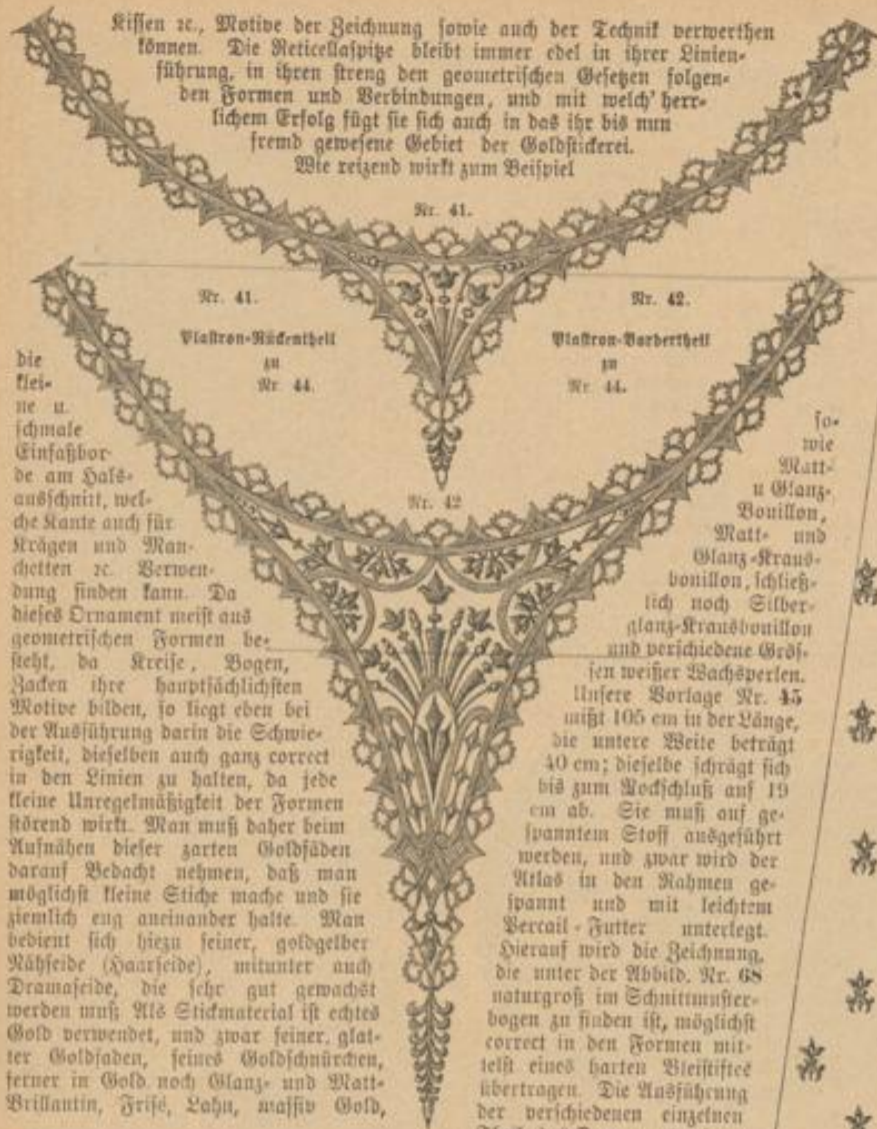 Kissen ꝛc., Motive der Zeichnung sowie auch der Technik verwerthen
können. Die Reticellaspitze bleibt immer edel in ihrer Linien-
führung, in ihren streng den geometrischen Gesetzen folgen-
den Formen und Verbindungen, und mit welch' herr-
lichem Erfolg fügt sie sich auch in das ihr bis nun
fremd gewesene Gebiet der Goldstickerei.
Wie reizend wirkt zum Beispiel
Nr. 41.
Nr. 41.
Plastron-Rückentheil
zu
Nr. 44.
Nr. 42.
Plastron-Vordertheil
zu
Nr. 44.
Nr. 42
die
klei-
ne u.
schmale
Einfaßbor-
de am Hals-
ausschnitt, wel-
che Kante auch für
Krägen und Man-
chetten ꝛc. Verwen-
dung finden kann. Da
dieses Ornament meist aus
geometrischen Formen be-
steht, da Kreise, Bogen,
Zacken ihre hauptsächlichsten
Motive bilden, so liegt eben bei
der Ausführung darin die Schwie-
rigkeit, dieselben auch ganz correct
in den Linien zu halten, da jede
kleine Unregelmäßigkeit der Formen
störend wirkt. Man muß daher beim
Aufnähen dieser zarten Goldfäden
darauf Bedacht nehmen, daß man
möglichst kleine Stiche mache und sie
ziemlich eng aneinander halte. Man
bedient sich hiezu feiner, goldgelber
Nähseide (Haarseide), mitunter auch
Dramaseide, die sehr gut gewachst
werden muß. Als Stickmaterial ist echtes
Gold verwendet, und zwar feiner, glat-
ter Goldfaden, feines Goldschnürchen,
ferner in Gold noch Glanz- und Matt-
Brillantin, Frisé, Lahn, massiv Gold,
so-
wie
Matt-
u Glanz-
Bouillon,
Matt- und
Glanz-Kraus-
bouillon, schließ-
lich noch Silber-
glanz-Krausbouillon
und verschiedene Grös-
sen weißer Wachsperlen.
Unsere Vorlage Nr. 45
mißt 105 cm in der Länge,
die untere Weite beträgt
40 cm; dieselbe schrägt sich
bis zum Rockschluß auf 19
cm ab. Sie muß auf ge-
spanntem Stoff ausgeführt
werden, und zwar wird der
Atlas in den Rahmen ge-
spannt und mit leichtem
Percail-Futter unterlegt.
Hierauf wird die Zeichnung,
die unter der Abbild. Nr. 68
naturgroß im Schnittmuster-
bogen zu finden ist, möglichst
correct in den Formen mit-
telst eines harten Bleistiftes
übertragen. Die Ausführung
der verschiedenen einzelnen